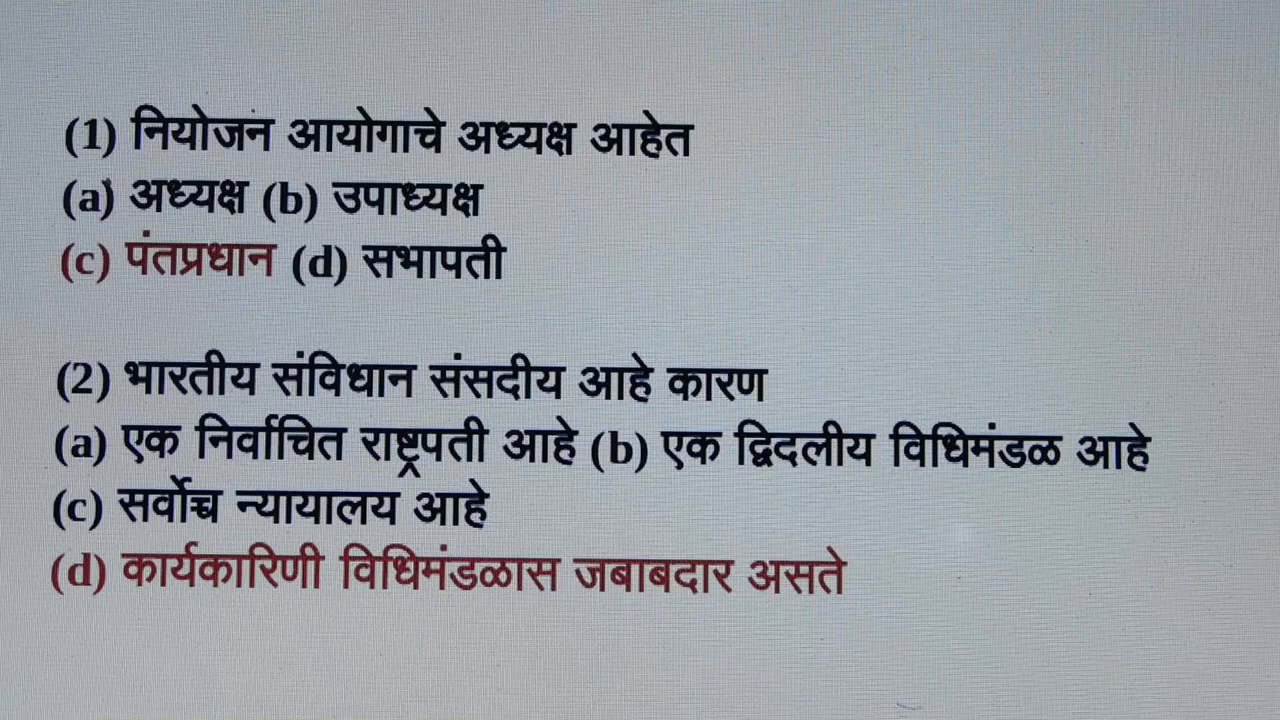 (1) नियोजन आयोगाचे अध्यक्ष आहेत
(a) अध्यक्ष (b) उपाध्यक्ष
(c) पंतप्रधान (d) सभापती
(2) भारतीय संविधान संसदीय आहे कारण
(a) एक निर्वाचित राष्ट्रपती आहे (b) एक द्विदलीय विधिमंडळ आहे
(c) सर्वोच्च न्यायालय आहे
(d) कार्यकारिणी विधिमंडळास जबाबदार असते